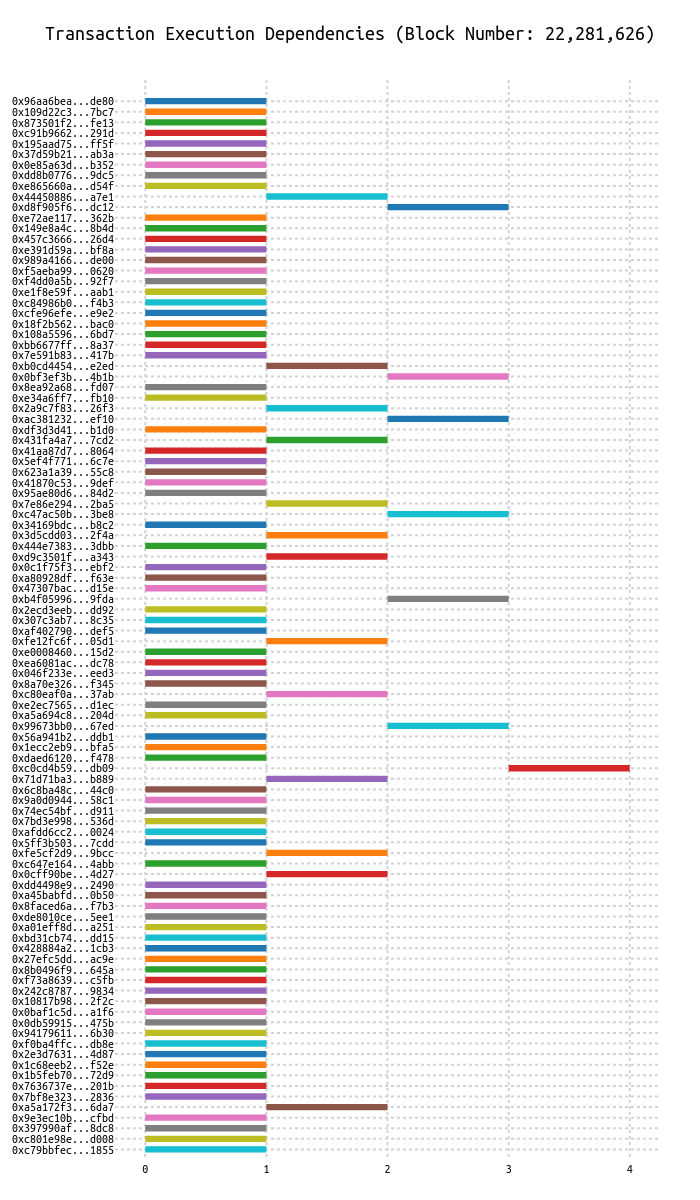 Transaction Execution Dependencies (Block Number: 22,281,626)
0x96aa6bea...de80
0x109d22c3...7bc7
0x873501f2...fe13
0xc91b9662...291d
0x195aad75...ff5f
0x37d59b21...ab3a
0x0e85a63d...b352
0xdd8b0776...9dc5
0xe865660a...d54f
0x44450886...a7e1
0xd8f905f6...dc12
0xe72ae117...362b
0x149e8a4c...8b4d
0x457c3666...26d4
0xe391d59a...bf8a
0x989a4166...de00
0xf5aeba99...0620
0xf4dd0a5b...92f7
0xe1f8e59f...aab1
0xc84986b0...f4b3
0xcfe96efe...e9e2
0x18f2b562...bac0
0x108a5596...6bd7
0xbb6677ff...8a37
0x7e591b83...417b
0xb0cd4454...e2ed
0x0bf3ef3b...4b1b
0x8ea92a68...fd07
0xe34a6ff7...fb10
0x2a9c7f83...26f3
0xac381232...ef10
0xdf3d3d41...b1d0
0x431fa4a7...7cd2
0x41aa87d7...8064
0x5ef4f771...6c7e
0x623a1a39...55c8
0x41870c53...9def
0x95ae80d6...84d2
0x7e86e294...2ba5
0xc47ac50b...3be8
0x34169bdc...b8c2
0x3d5cdd03...2f4a
0x444e7383...3dbb
0xd9c3501f...a343
0x0c1f75f3...ebf2
0xa80928df...f63e
0x47307bac...d15e
0xb4f05996...9fda
0x2ecd3eeb...dd92
0x307c3ab7...8c35
0xaf402790...def5
0xfe12fc6f...05d1
0xe0008460...15d2
0xea6081ac...dc78
0x046f233e...eed3
0x8a70e326...f345
0xc80eaf0a...37ab
0xe2ec7565...d1ec
0xa5a694c8...204d
0x99673bb0...67ed
0x56a941b2...ddb1
0x1ecc2eb9...bfa5
0xdaed6120...f478
0xc0cd4b59...db09
0x71d71ba3...b889
0x6c8ba48c...44c0
0x9a0d0944...58c1
0x74ec54bf...d911
0x7bd3e998...536d
0xafdd6cc2...0024
0x5ff3b503...7cdd
0xfe5cf2d9...9bcc
0xc647e164...4abb
0x0cff90be...4d27
0xdd4498e9...2490
0xa45babfd...0b50
0x8faced6a...f7b3
0xde8010ce...5ee1
0xa01eff8d...a251
0xbd31cb74...dd15
0x428884a2...1cb3
0x27efc5dd...ac9e
0x8b0496f9...645a
0xf73a8639...c5fb
0x242c8787...9834
0x10817b98...2f2c
0x0baf1c5d...a1f6
0x0db59915...475b
0x94179611...6b30
0xf0ba4ffc...db8e
0x2e3d7631...4d87
0x1c68eeb2...f52e
0x1b5feb70...72d9
0x7636737e...201b
0x7bf8e323...2836
0xa5a172f3...6da7
0x9e3ec10b...cfbd
0x397990af...8dc8
0xc801e98e...d008
0xc79bbfec...1855
0 1 2 3 4